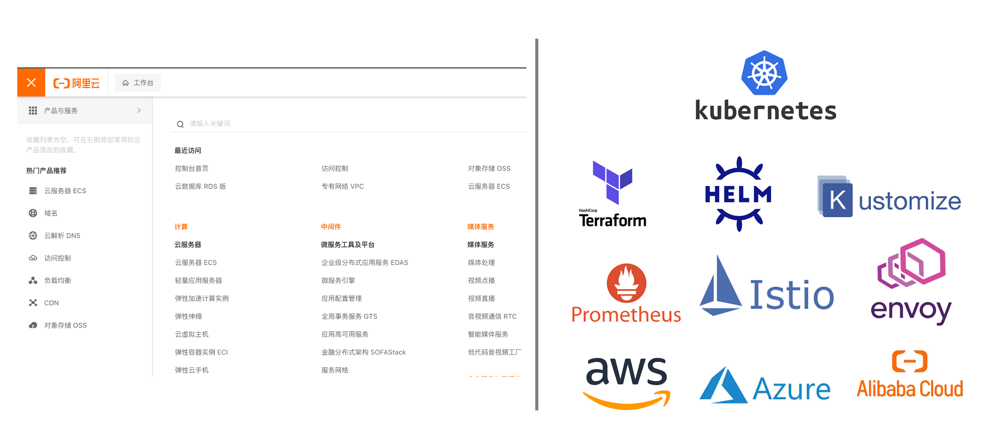 阿里云
工作台
产品与服务
收藏列表为空，可在右侧将您常用的云
产品添加到收藏。
热门产品推荐
云服务器 ECS
域名
DNS
云解析 DNS
访问控制
负载均衡
CDN
对象存储 OSS
请输入关键词
最近访问
控制台首页
访问控制
对象存储 OSS
云数据库 RDS 版
专有网络 VPC
云服务器 ECS
计算
云服务器
云服务器 ECS
轻量应用服务器
弹性加速计算实例
弹性伸缩
云虚拟主机
弹性容器实例 ECI
弹性云手机
中间件
微服务工具及平台
企业级分布式应用服务 EDAS
微服务引擎
应用配置管理
全局事务服务 GTS
应用高可用服务
金融分布式架构 SOFAStack
服务网格
媒体服务
媒体服务
媒体处理
视频点播
视频直播
音视频通信 RTC
智能媒体服务
低代码音视频工厂
kubernetes
HashiCorp
Terraform
HELM
Kustomize
Prometheus
Istio
envoy
aws
Azure
Alibaba Cloud